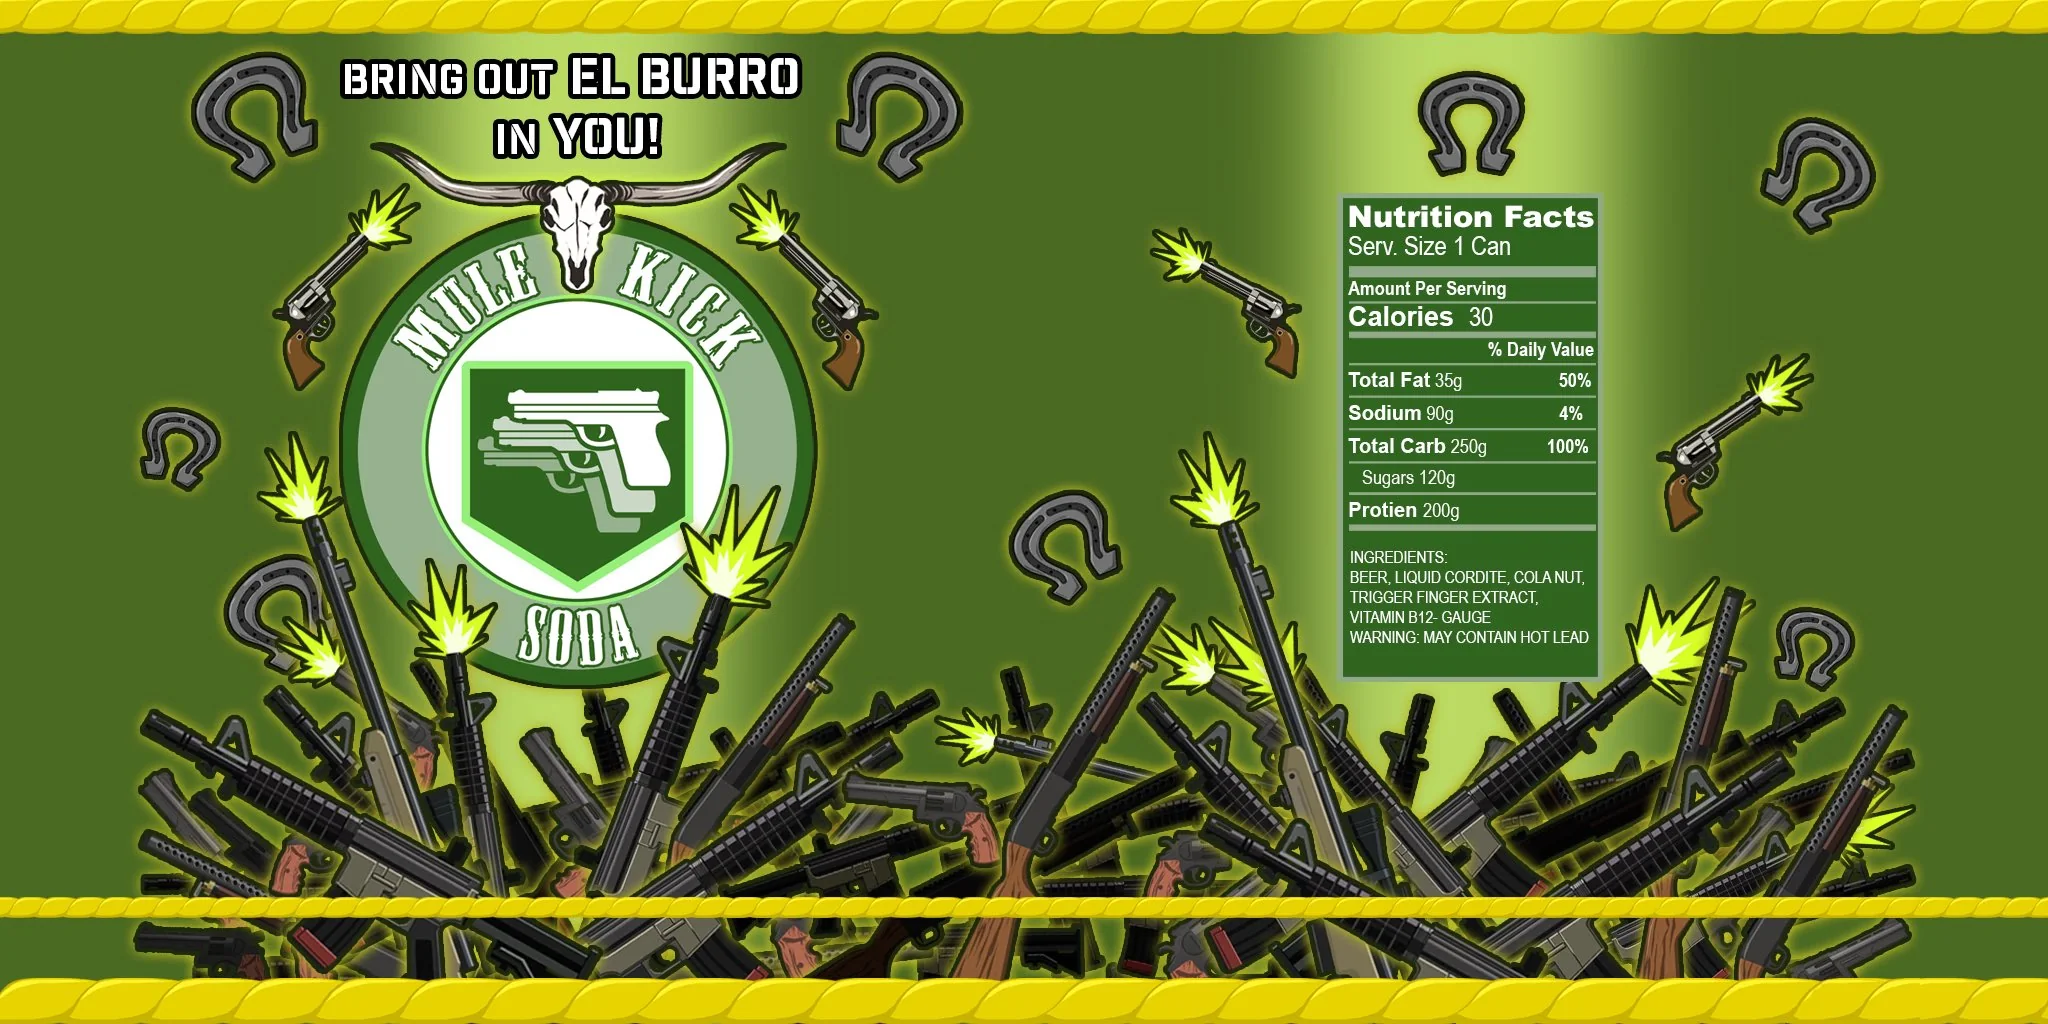 BRING OUT EL BURRO
IN YOU!
MULE KICK
SODA
Nutrition Facts
Serv. Size 1 Can
Amount Per Serving
Calories 30
% Daily Value
Total Fat 35g 50%
Sodium 90g 4%
Total Carb 250g 100%
Sugars 120g
Protien 200g
INGREDIENTS:
BEER, LIQUID CORDITE, COLA NUT,
TRIGGER FINGER EXTRACT,
VITAMIN B12- GAUGE
WARNING: MAY CONTAIN HOT LEAD